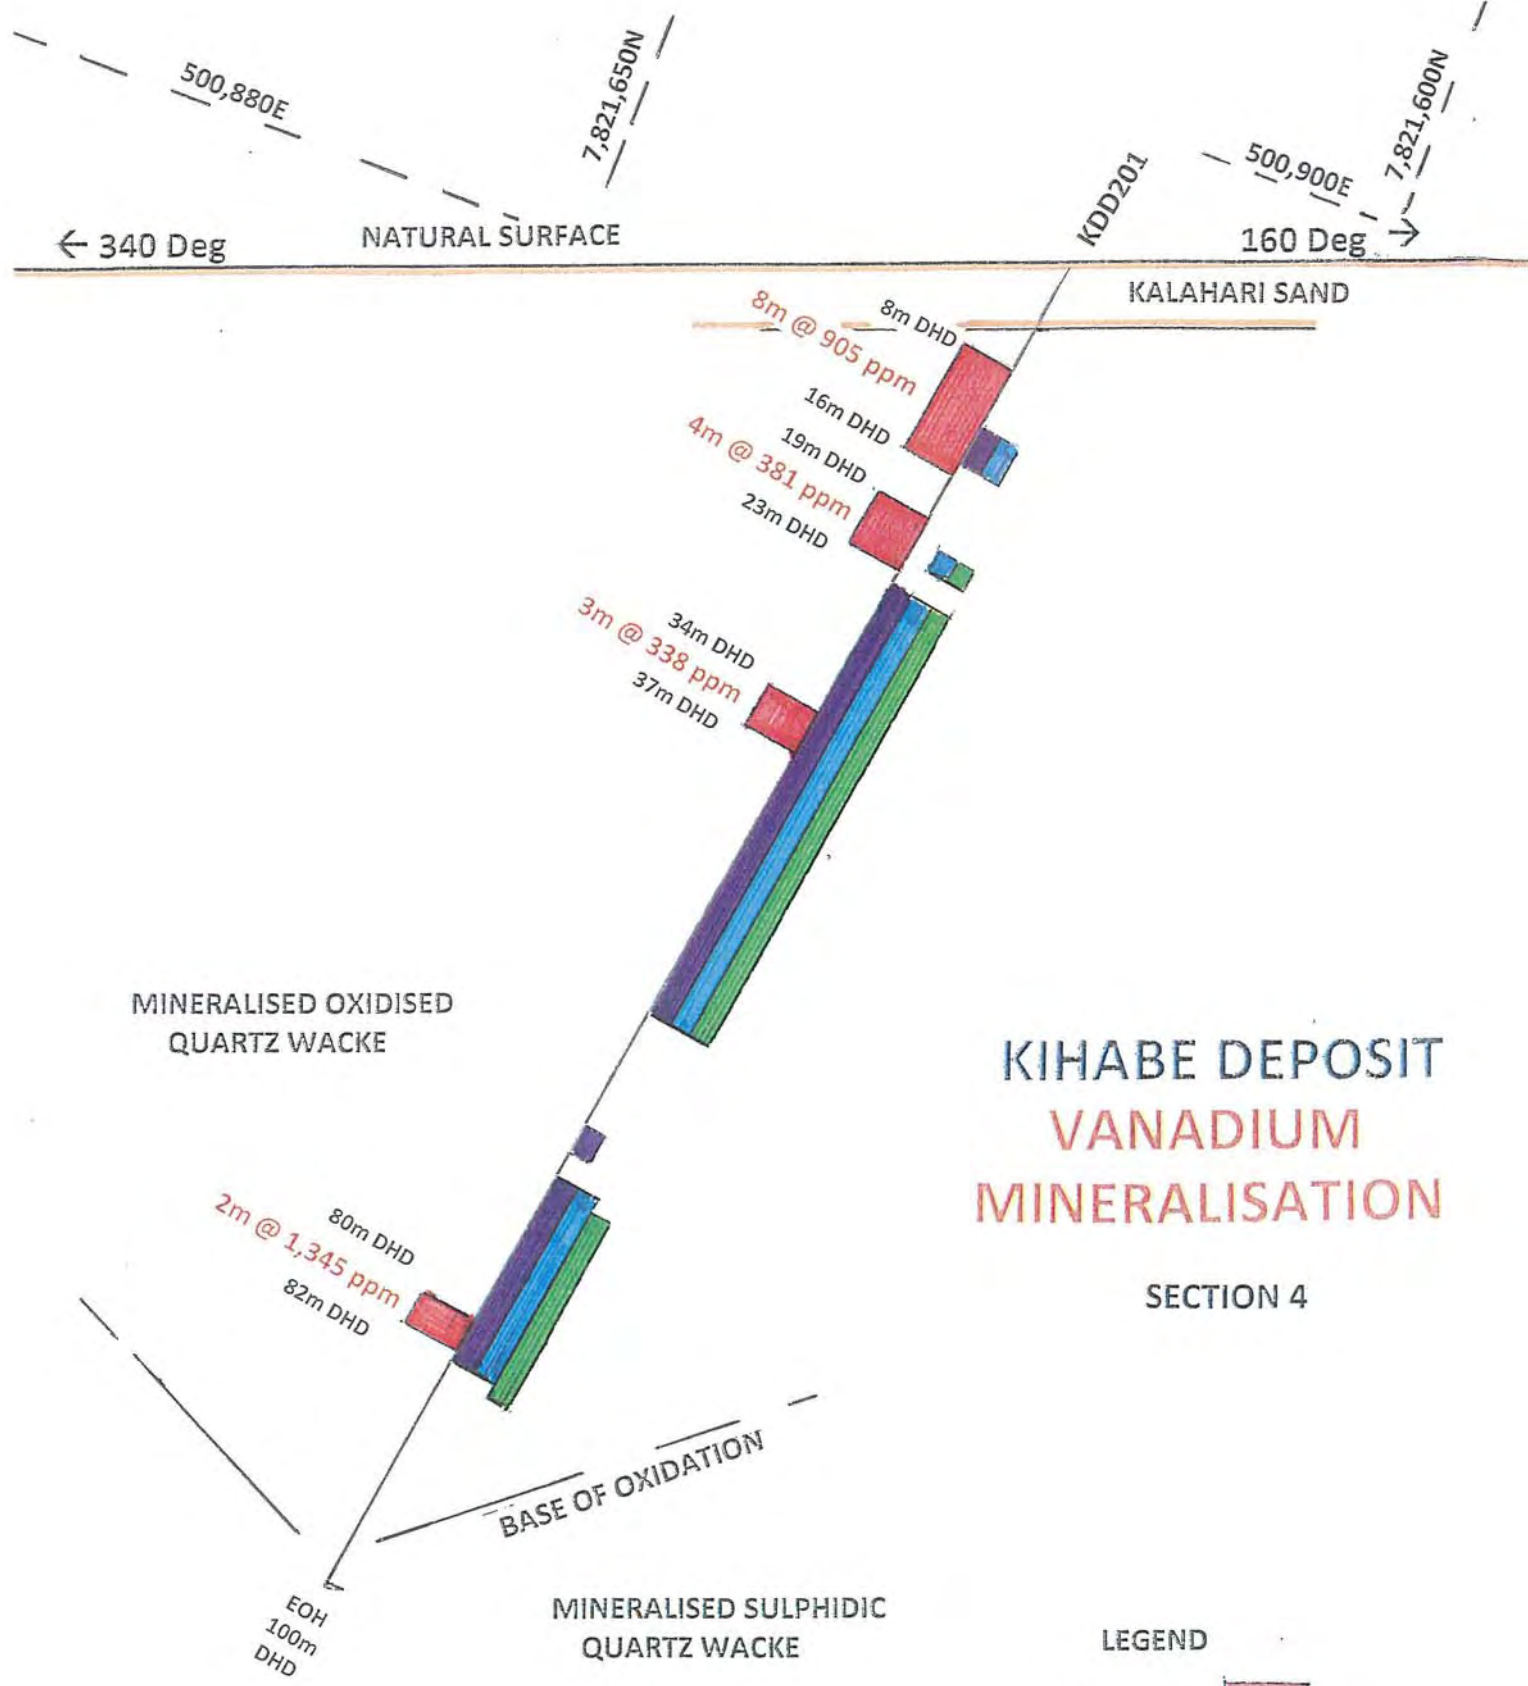 500,880E
7,821,650N
KDD201
500,900E
7,821,600N
← 340 Deg
NATURAL SURFACE
160 Deg →
KALAHARI SAND
8m DHD
8m @ 905 ppm
16m DHD
19m DHD
4m @ 381 ppm
23m DHD
34m DHD
3m @ 338 ppm
37m DHD
MINERALISED OXIDISED
QUARTZ WACKE
KIHABE DEPOSIT
VANADIUM
MINERALISATION
SECTION 4
80m DHD
2m @ 1,345 ppm
82m DHD
BASE OF OXIDATION
EOH
100m
DHD
MINERALISED SULPHIDIC
QUARTZ WACKE
LEGEND